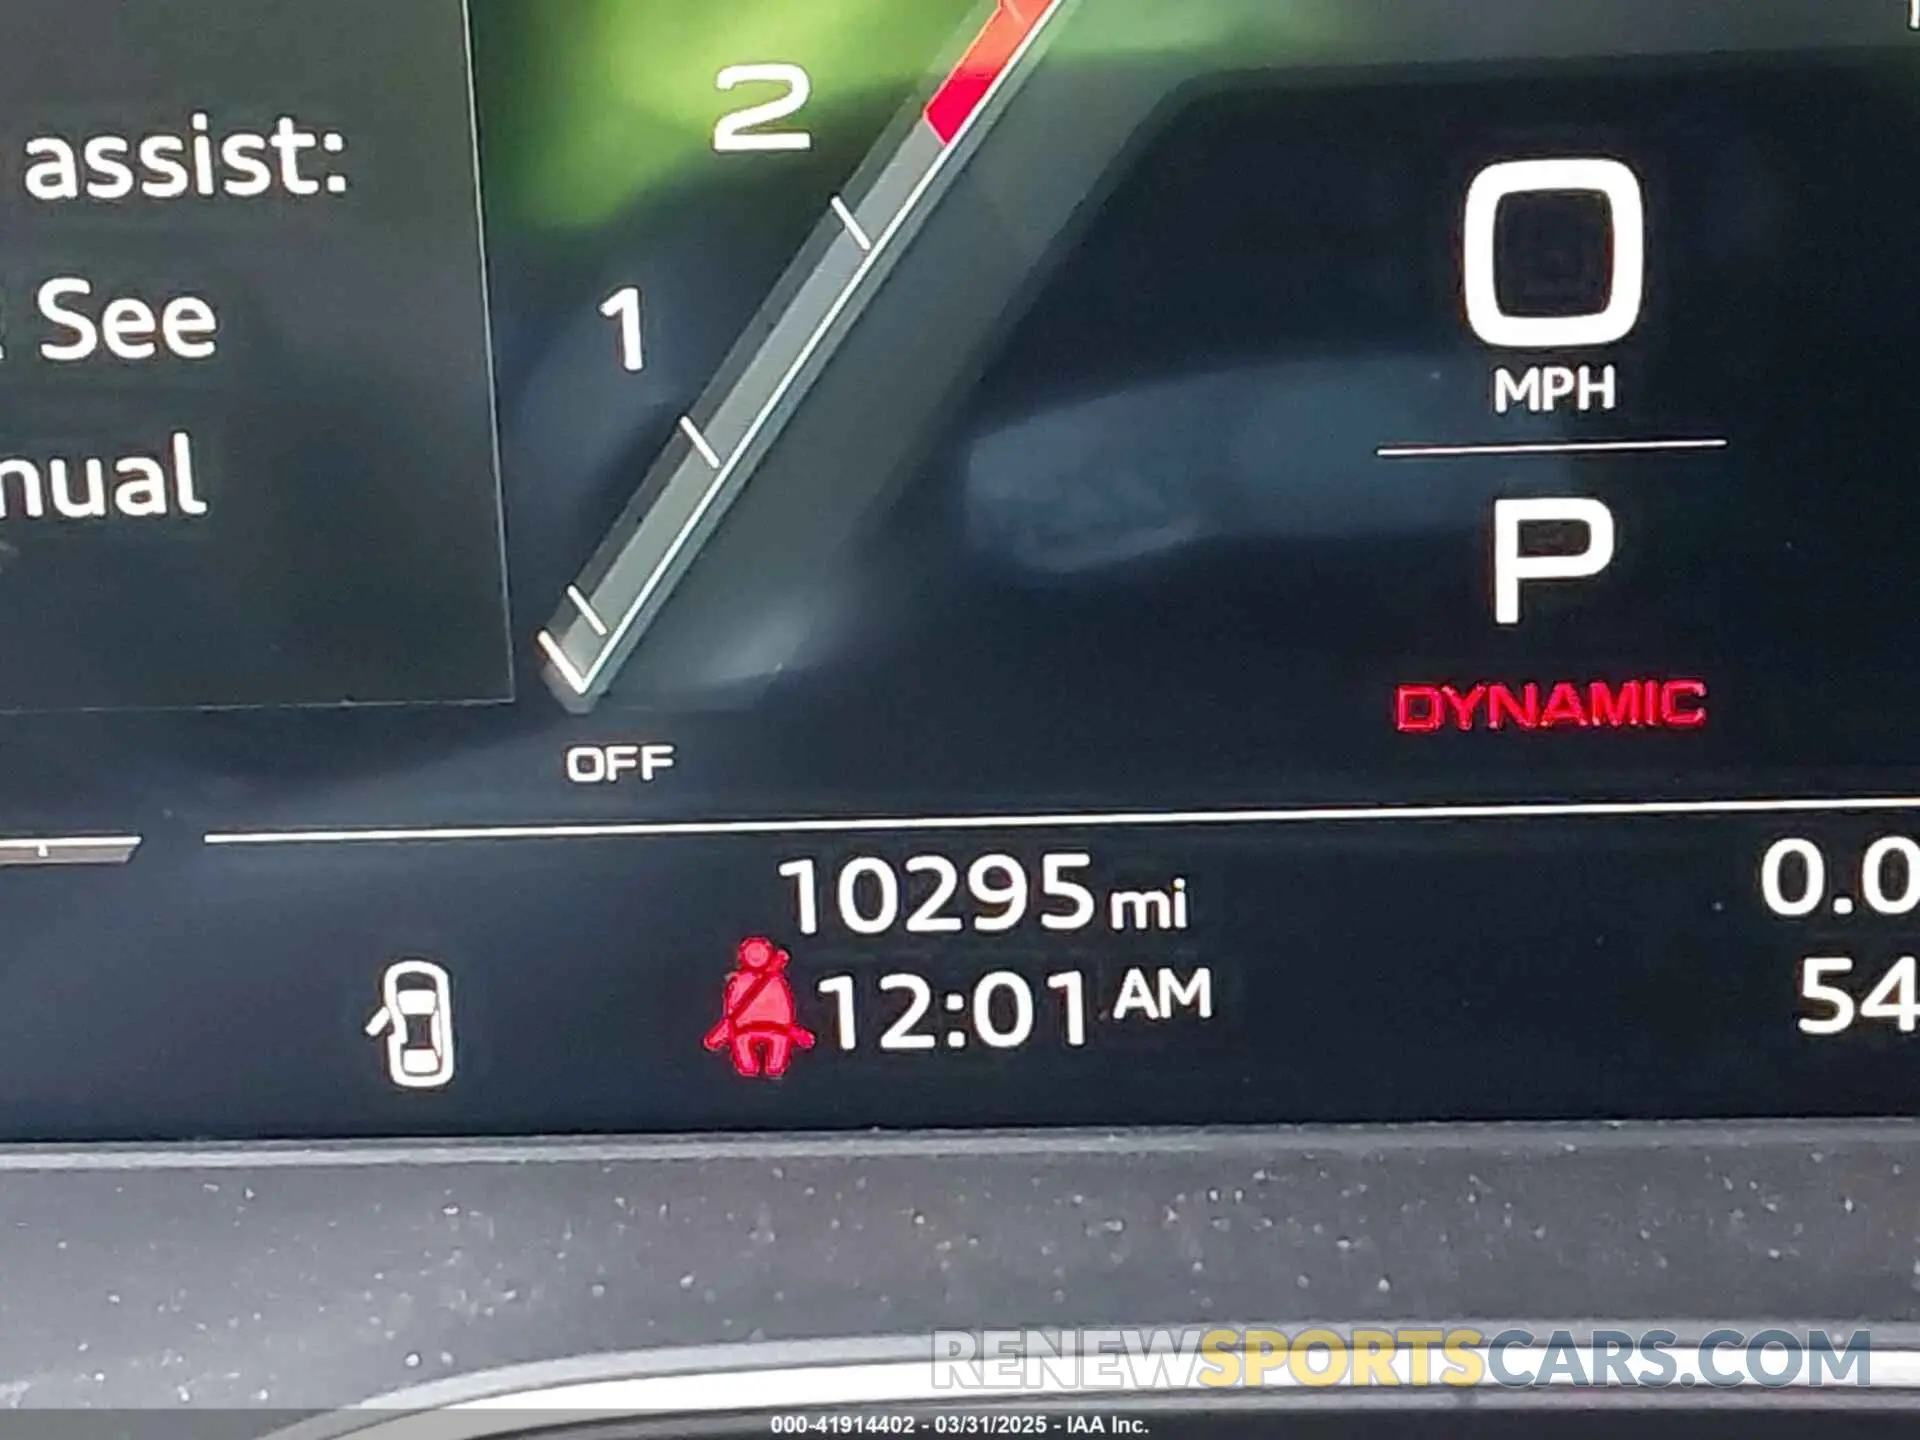 2
assist:
0
See
1
MPH
nual
P
DYNAMIC
OFF
10295 mi
0.0
12:01 AM
54
RENEWSPORTSCARS.COM
000-41914402 - 03/31/2025 - IAA Inc.